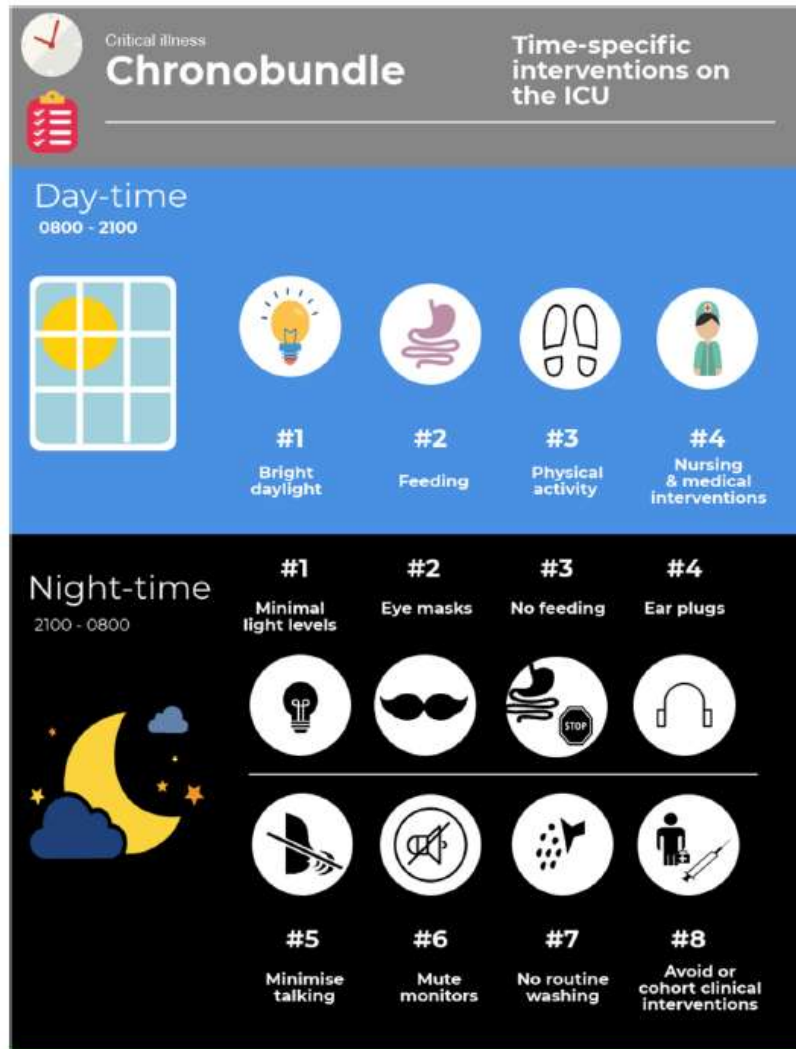 Critical illness
Chronobundle
Time-specific
interventions on
the ICU
Day-time
0800 - 2100
#1
Bright
daylight
#2
Feeding
#3
Physical
activity
#4
Nursing
& medical
interventions
Night-time
2100 - 0800
#1
Minimal
light levels
#2
Eye masks
#3
No feeding
STOP
#4
Ear plugs
#5
Minimise
talking
#6
Mute
monitors
#7
No routine
washing
#8
Avoid or
cohort clinical
interventions